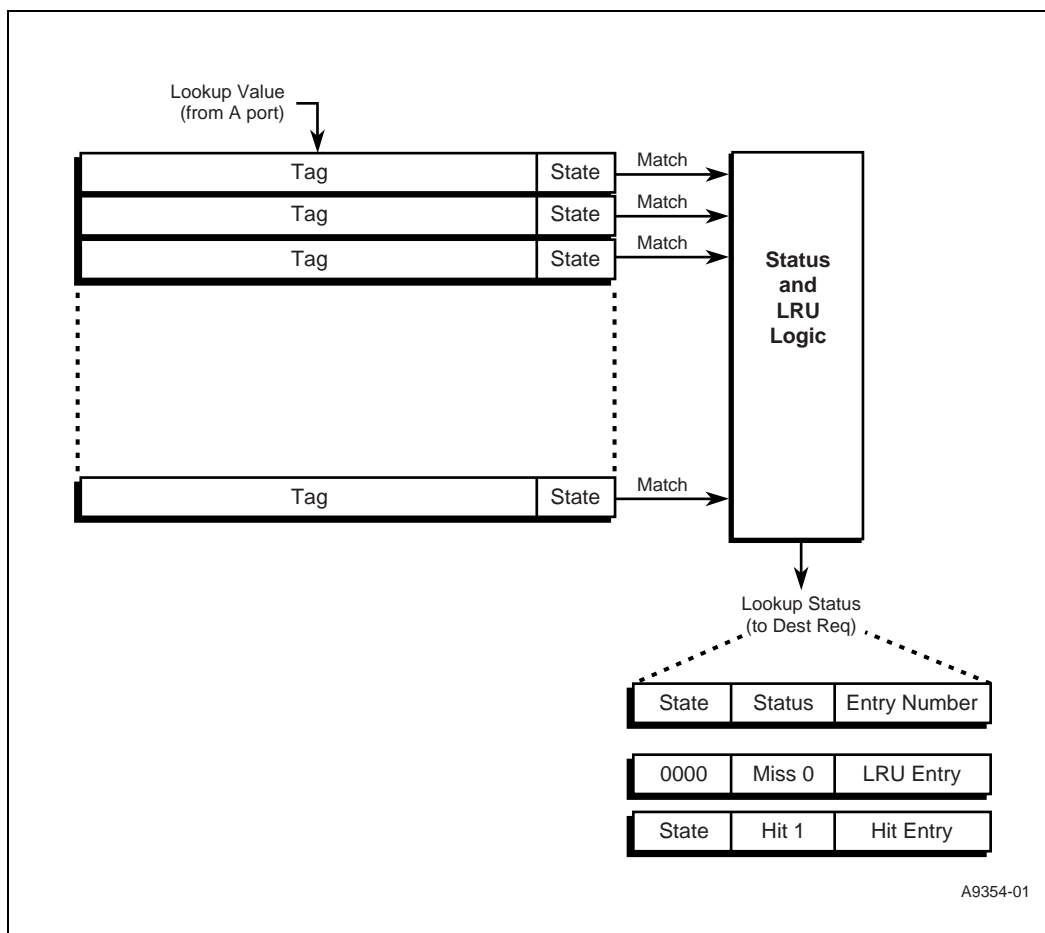 Lookup Value
(from A port)
Tag State Match
Tag State Match
Tag State Match
Status
and
LRU
Logic
Tag State Match
Lookup Status
(to Dest Req)
State Status Entry Number
0000 Miss 0 LRU Entry
State Hit 1 Hit Entry
A9354-01